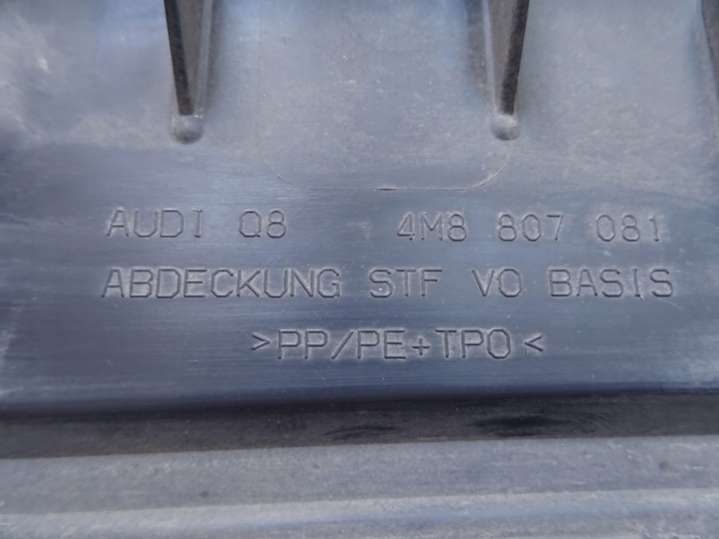 AUDI Q8 4M8 807 081
ABDECKUNG STF VO BASIS
>PP/PE+TPO<